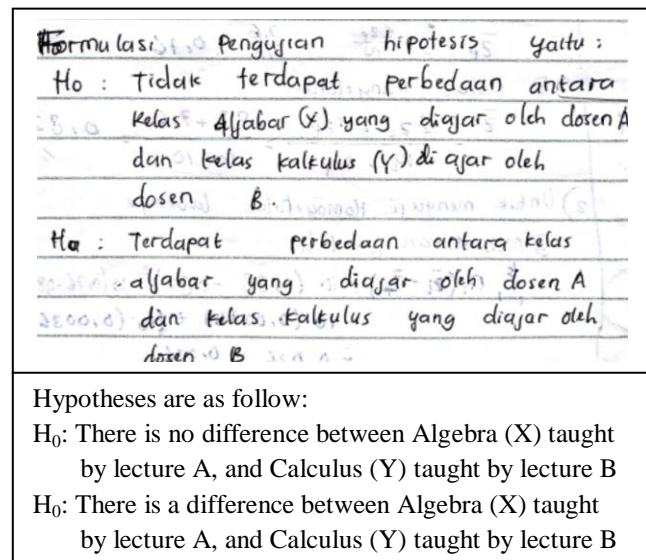 Formulasi pengujian hipotesis yaitu :
Ho : Tidak terdapat perbedaan antara
kelas Aljabar (X) yang diajar oleh dosen A
dan kelas kalkulus (Y) di ajar oleh
dosen B.
Ha : Terdapat perbedaan antara kelas
aljabar yang diajar oleh dosen A
dan kelas kalkulus yang diajar oleh
dosen B
Hypotheses are as follow:
H₀: There is no difference between Algebra (X) taught
by lecture A, and Calculus (Y) taught by lecture B
H₀: There is a difference between Algebra (X) taught
by lecture A, and Calculus (Y) taught by lecture B